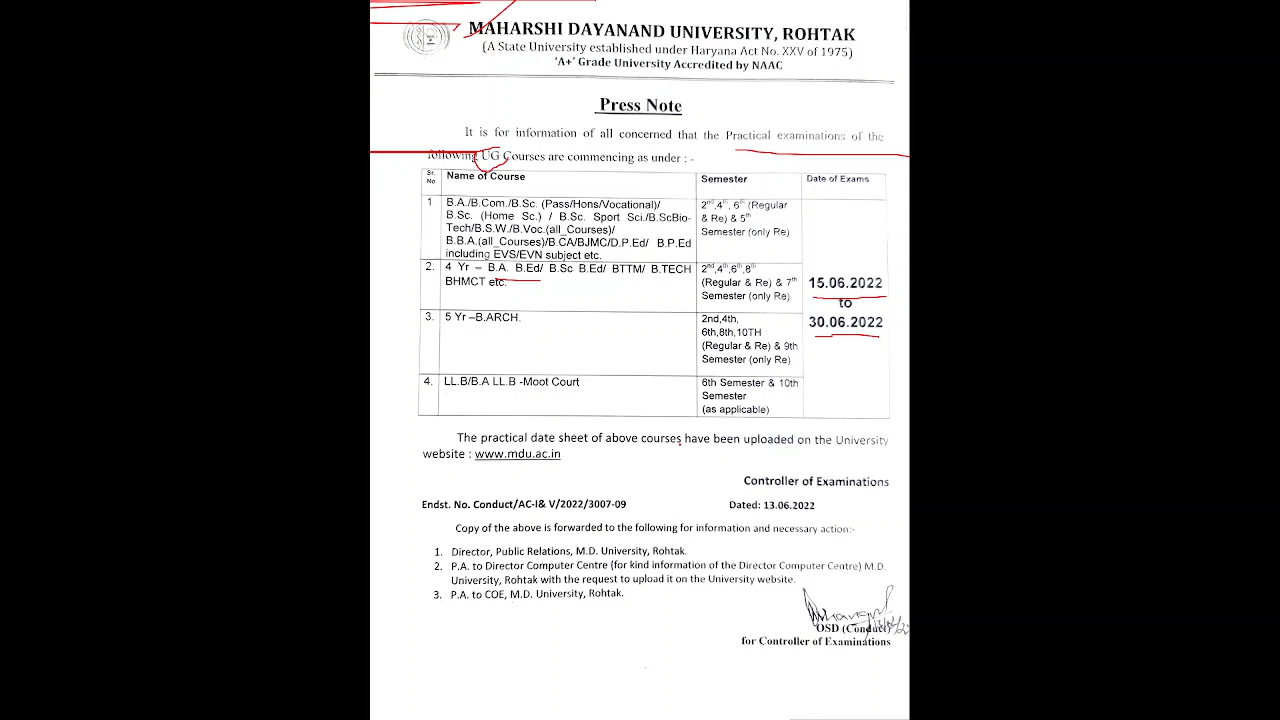 MAHARSHI DAYANAND UNIVERSITY, ROHTAK
(A State University established under Haryana Act No. XXV of 1975)
'A+' Grade University Accredited by NAAC
Press Note
It is for information of all concerned that the Practical examinations of the
following UG Courses are commencing as under : -
Sr. No
Name of Course
Semester
Date of Exams
1
B.A./B.Com./B.Sc. (Pass/Hons/Vocational)/
B.Sc. (Home Sc.) / B.Sc. Sport Sci./B.ScBio-
Tech/B.S.W./B.Voc.(all_Courses)/
B.B.A.(all_Courses)/B.CA/BJMC/D.P.Ed/ B.P.Ed
including EVS/EVN subject etc.
2nd,4th, 6th (Regular
& Re) & 5th
Semester (only Re)
2.
4 Yr – B.A. B.Ed/ B.Sc B.Ed/ BTTM/ B.TECH
BHMCT etc.
2nd,4th,6th,8th
(Regular & Re) & 7th
Semester (only Re)
15.06.2022
to
30.06.2022
3.
5 Yr –B.ARCH.
2nd,4th,
6th,8th,10TH
(Regular & Re) & 9th
Semester (only Re)
4.
LL.B/B.A LL.B -Moot Court
6th Semester & 10th
Semester
(as applicable)
The practical date sheet of above courses have been uploaded on the University
website : www.mdu.ac.in
Controller of Examinations
Endst. No. Conduct/AC-I& V/2022/3007-09 Dated: 13.06.2022
Copy of the above is forwarded to the following for information and necessary action:-
1. Director, Public Relations, M.D. University, Rohtak.
2. P.A. to Director Computer Centre (for kind information of the Director Computer Centre) M.D.
University, Rohtak with the request to upload it on the University website.
3. P.A. to COE, M.D. University, Rohtak.
OSD (Conduct)
for Controller of Examinations